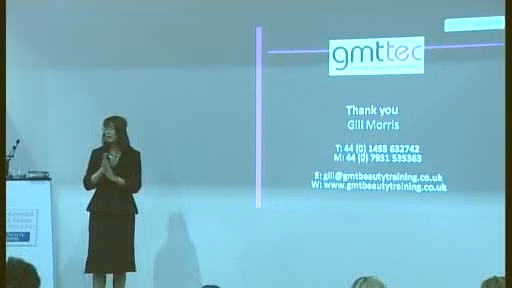 gmttec
Thank you
Gill Morris
T: 44 (0) 1455 632742
M: 44 (0) 7931 535363
E: gill@gmtbeautytraining.co.uk
W: www.gmtbeautytraining.co.uk